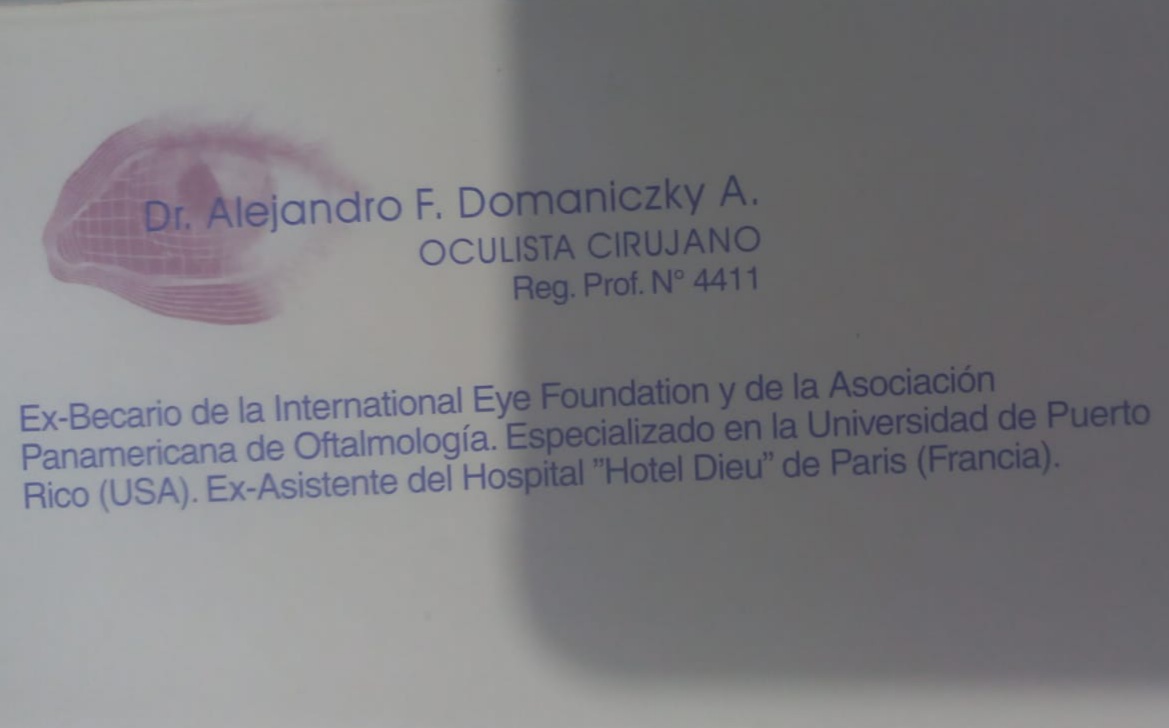 Dr. Alejandro F. Domaniczky A.
OCULISTA CIRUJANO
Reg. Prof. N° 4411
Ex-Becario de la International Eye Foundation y de la Asociación
Panamericana de Oftalmología. Especializado en la Universidad de Puerto
Rico (USA). Ex-Asistente del Hospital ”Hotel Dieu” de Paris (Francia).